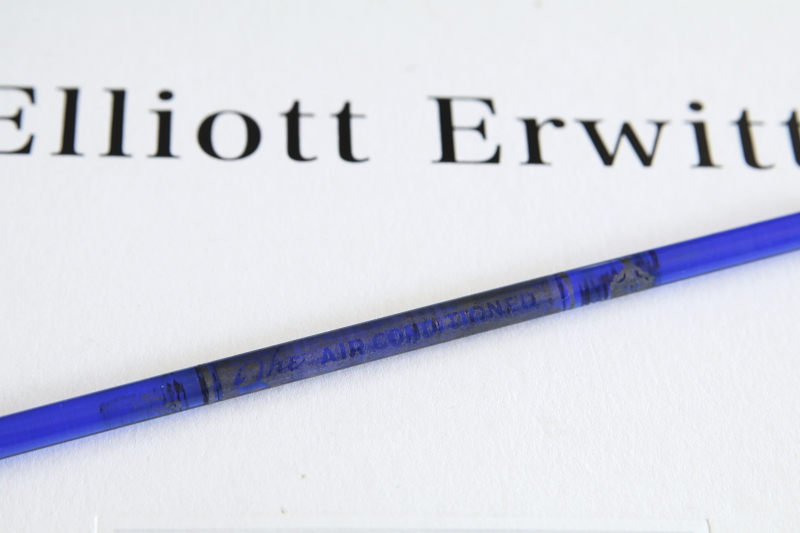 Elliott Erwitt
The AIR CONDITIONED